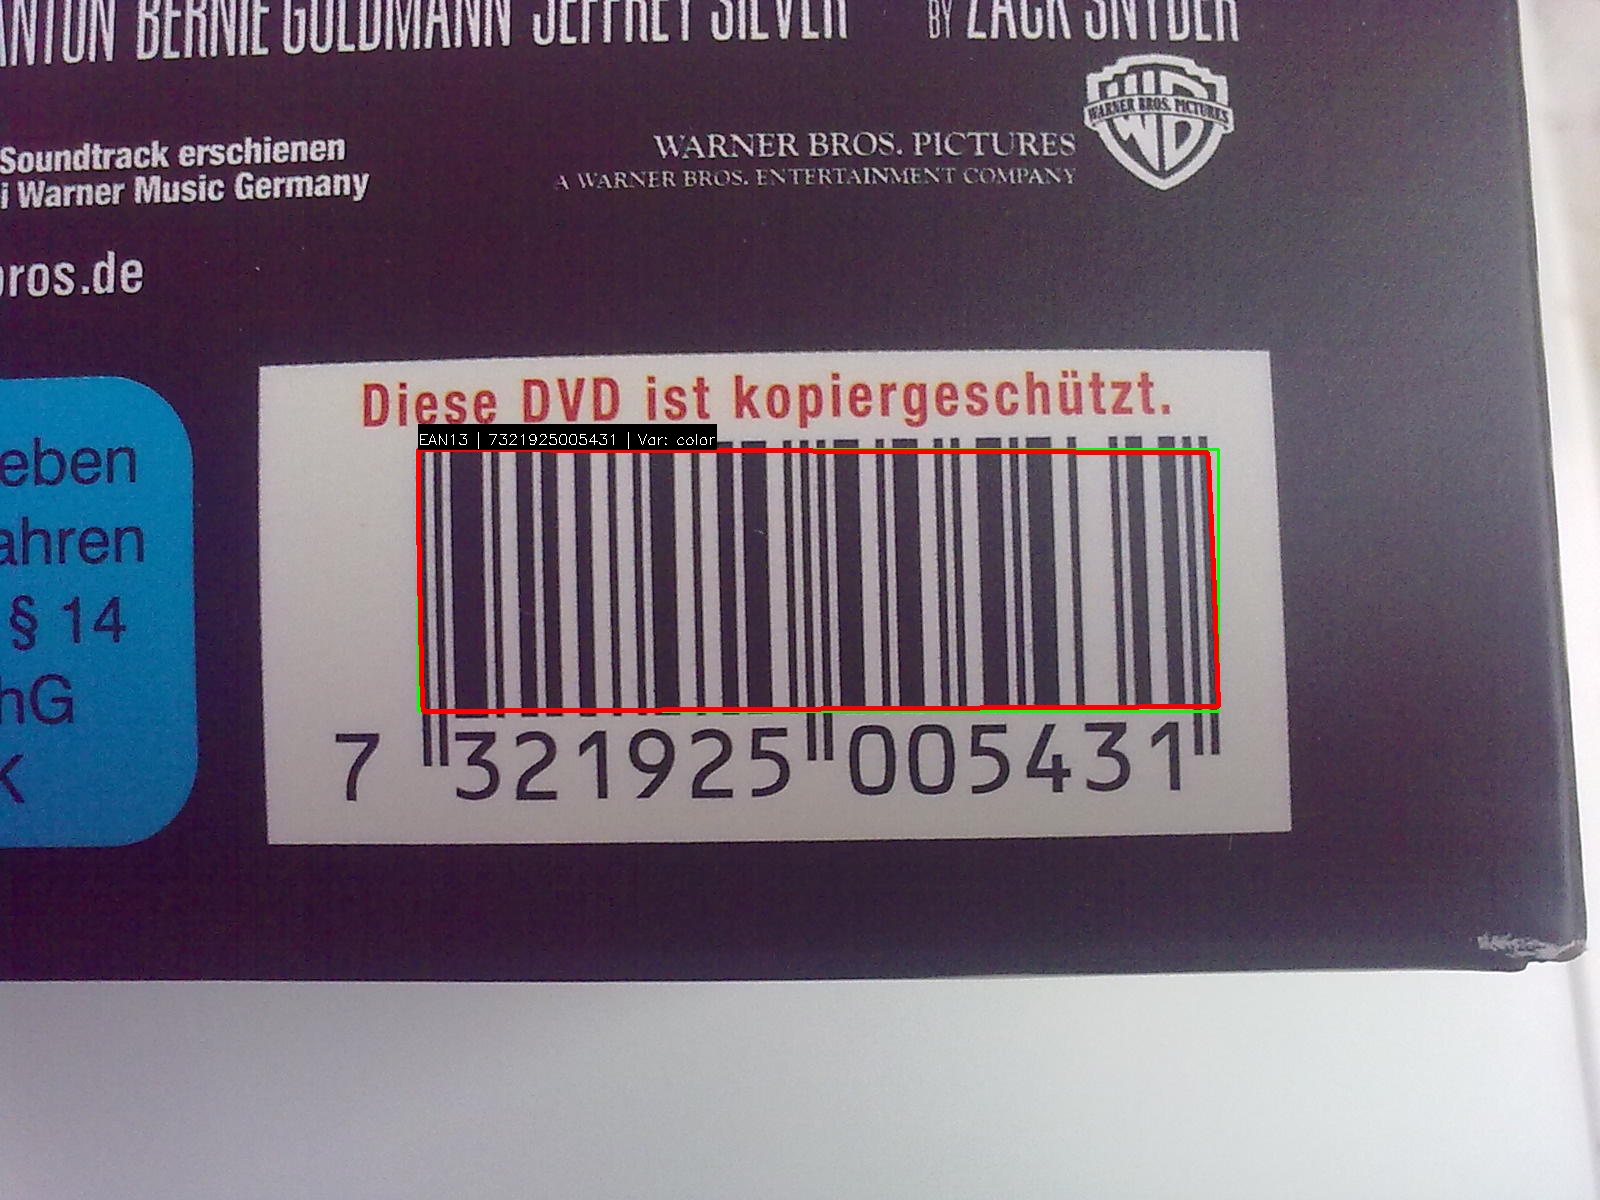 ANTON BERNIE GOLDMANN JEFFREY SILVER BY ZACK SNYDER
WARNER BROS. PICTURES
Soundtrack erschienen
i Warner Music Germany
WARNER BROS. PICTURES
A WARNER BROS. ENTERTAINMENT COMPANY
bros.de
Diese DVD ist kopiergeschützt.
EAN13 | 7321925005431 | Var: color
eben
ahren
§ 14
hG
K
7 321925 005431